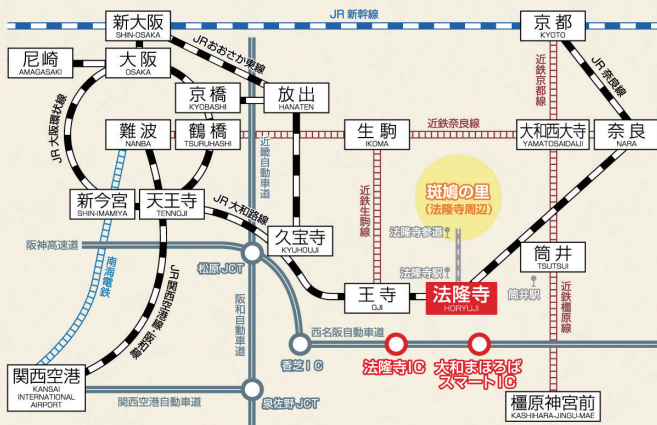 JR 新幹線
新大阪
SHIN-OSAKA
京都
KYOTO
尼崎
AMAGASAKI
大阪
OSAKA
JRおおさか東線
近鉄京都線
JR 奈良線
京橋
KYOBASHI
放出
HANATEN
JR 大阪環状線
難波
NANBA
鶴橋
TSURUHASHI
近畿自動車道
生駒
IKOMA
近鉄奈良線
大和西大寺
YAMATOSAIDAIJI
奈良
NARA
新今宮
SHIN-IMAMIYA
天王寺
TENNOJI
JR 大和路線
近鉄生駒線
斑鳩の里
（法隆寺周辺）
法隆寺参道
久宝寺
KYUHOUJI
阪神高速道
松原JCT
南海電鉄
JR 関西空港線・阪和線
阪和自動車道
法隆寺駅
王寺
OJI
法隆寺
HORYUJI
筒井
TSUTSUI
筒井駅
近鉄橿原線
西名阪自動車道
香芝IC
法隆寺IC
大和まほろば
スマートIC
関西空港
KANSAI
INTERNATIONAL
AIRPORT
関西空港自動車道
泉佐野JCT
橿原神宮前
KASHIHARA-JINGU-MAE